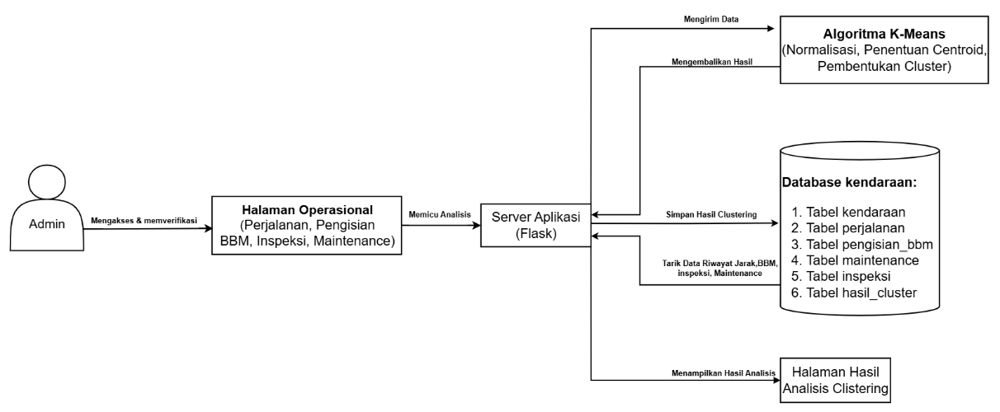 Mengirim Data
Algoritma K-Means
(Normalisasi, Penentuan Centroid,
Pembentukan Cluster)
Mengembalikan Hasil
Admin
Mengakses & memverifikasi
Halaman Operasional
(Perjalanan, Pengisian
BBM, Inspeksi, Maintenance)
Memicu Analisis
Server Aplikasi
(Flask)
Simpan Hasil Clustering
Tarik Data Riwayat Jarak,BBM,
inspeksi, Maintenance
Database kendaraan:
1. Tabel kendaraan
2. Tabel perjalanan
3. Tabel pengisian_bbm
4. Tabel maintenance
5. Tabel inspeksi
6. Tabel hasil_cluster
Menampilkan Hasil Analisis
Halaman Hasil
Analisis Clistering